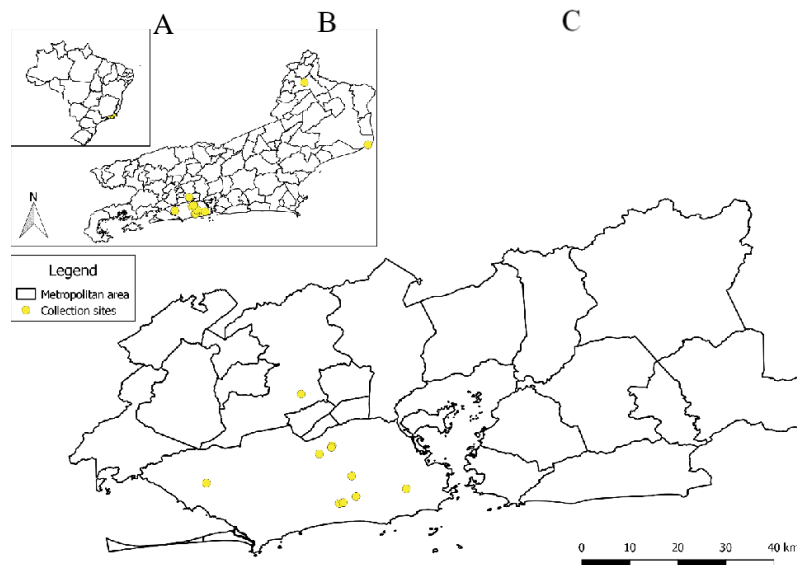 A
B
C
N
Legend
Metropolitan area
Collection sites
0 10 20 30 40 km